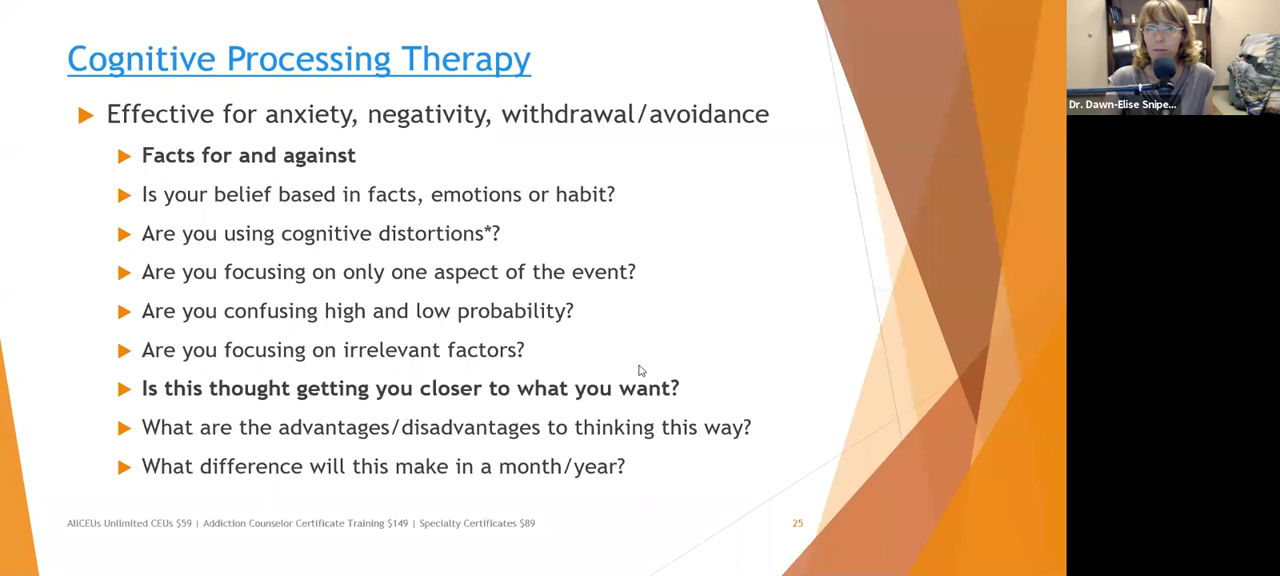 Cognitive Processing Therapy
Effective for anxiety, negativity, withdrawal/avoidance
Facts for and against
Is your belief based in facts, emotions or habit?
Are you using cognitive distortions*?
Are you focusing on only one aspect of the event?
Are you confusing high and low probability?
Are you focusing on irrelevant factors?
Is this thought getting you closer to what you want?
What are the advantages/disadvantages to thinking this way?
What difference will this make in a month/year?
AllCEUs Unlimited CEUs $59 | Addiction Counselor Certificate Training $149 | Specialty Certificates $89
25
Dr. Dawn-Elise Snipe...